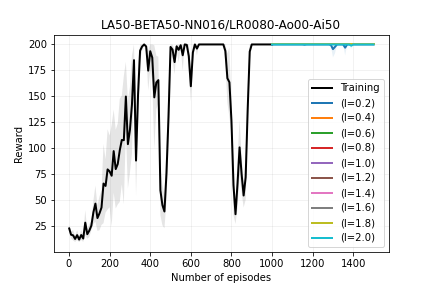 LA50-BETA50-NN016/LR0080-Ao00-Ai50
200
175
150
125
100
75
50
25
Reward
Training
(l=0.2)
(l=0.4)
(l=0.6)
(l=0.8)
(l=1.0)
(l=1.2)
(l=1.4)
(l=1.6)
(l=1.8)
(l=2.0)
0 200 400 600 800 1000 1200 1400
Number of episodes